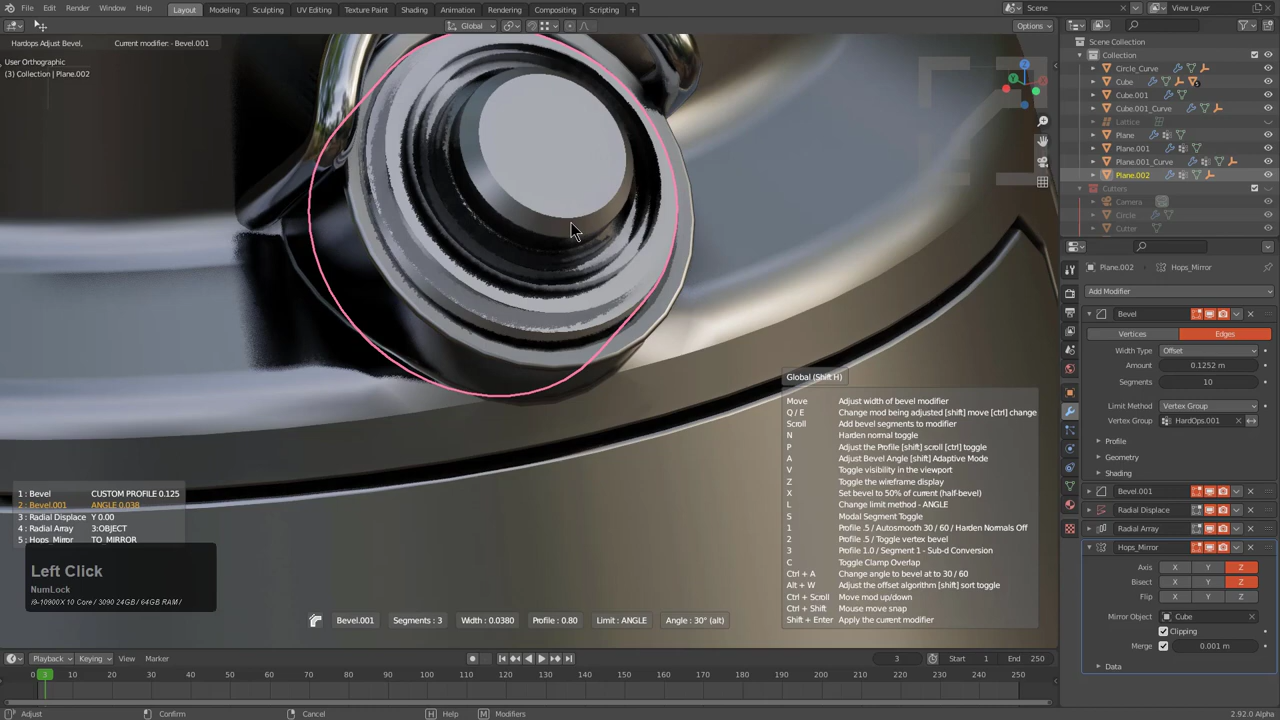 File Edit Render Window Help
Layout Modeling Sculpting UV Editing Texture Paint Shading Animation Rendering Compositing Scripting +
Scene
View Layer
Global
Options
Hardops Adjust Bevel, Current modifier: - Bevel.001
User Orthographic
(3) Collection | Plane.002
Z
Y
Scene Collection
Collection
Circle_Curve
Cube
Cube.001
Cube.001_Curve
Lattice
Plane
Plane.001
Plane.001_Curve
Plane.002
Cutters
Camera
Circle
Cutter
Plane.002 Hops_Mirror
Add Modifier
Bevel
Vertices Edges
Width Type Offset
Amount 0.1252 m
Segments 10
Limit Method Vertex Group
Vertex Group HardOps.001
Profile
Geometry
Shading
Bevel.001
Radial Displace
Radial Array
Hops_Mirror
Axis X Y Z
Bisect X Y Z
Flip X Y Z
Mirror Object Cube
Clipping
Merge 0.001 m
Data
Global (Shift H)
Move Adjust width of bevel modifier
Q / E Change mod being adjusted [shift] move [ctrl] change
Scroll Add bevel segments to modifier
N Harden normal toggle
P Adjust the Profile [shift] scroll [ctrl] toggle
A Adjust Bevel Angle [shift] Adaptive Mode
V Toggle visibility in the viewport
Z Toggle the wireframe display
X Set bevel to 50% of current (half-bevel)
L Change limit method - ANGLE
S Modal Segment Toggle
1 Profile .5 / Autosmooth 30 / 60 / Harden Normals Off
2 Profile .5 / Toggle vertex bevel
3 Profile 1.0 / Segment 1 - Sub-d Conversion
C Toggle Clamp Overlap
Ctrl + A Change angle to bevel at to 30 / 60
Alt + W Adjust the offset algorithm [shift] sort toggle
Ctrl + Scroll Move mod up/down
Ctrl + Shift Mouse move snap
Shift + Enter Apply the current modifier
1 : Bevel CUSTOM PROFILE 0.125
2 : Bevel.001 ANGLE 0.038
3 : Radial Displace Y 0.00
4 : Radial Array 3:OBJECT
5 : Hops_Mirror TO_MIRROR
Left Click
NumLock
i9-10900X 10 Core / 3090 24GB / 64GB RAM /
Bevel.001 Segments : 3 Width : 0.0380 Profile : 0.80 Limit : ANGLE Angle : 30° (alt)
Playback Keying View Marker
3 Start 1 End 250
0 3 10 20 30 40 50 60 70 80 90 100 110 120 130 140 150 160 170 180 190 200 210 220 230 240 250
Adjust Confirm Cancel H Help M Modifiers
2.92.0 Alpha